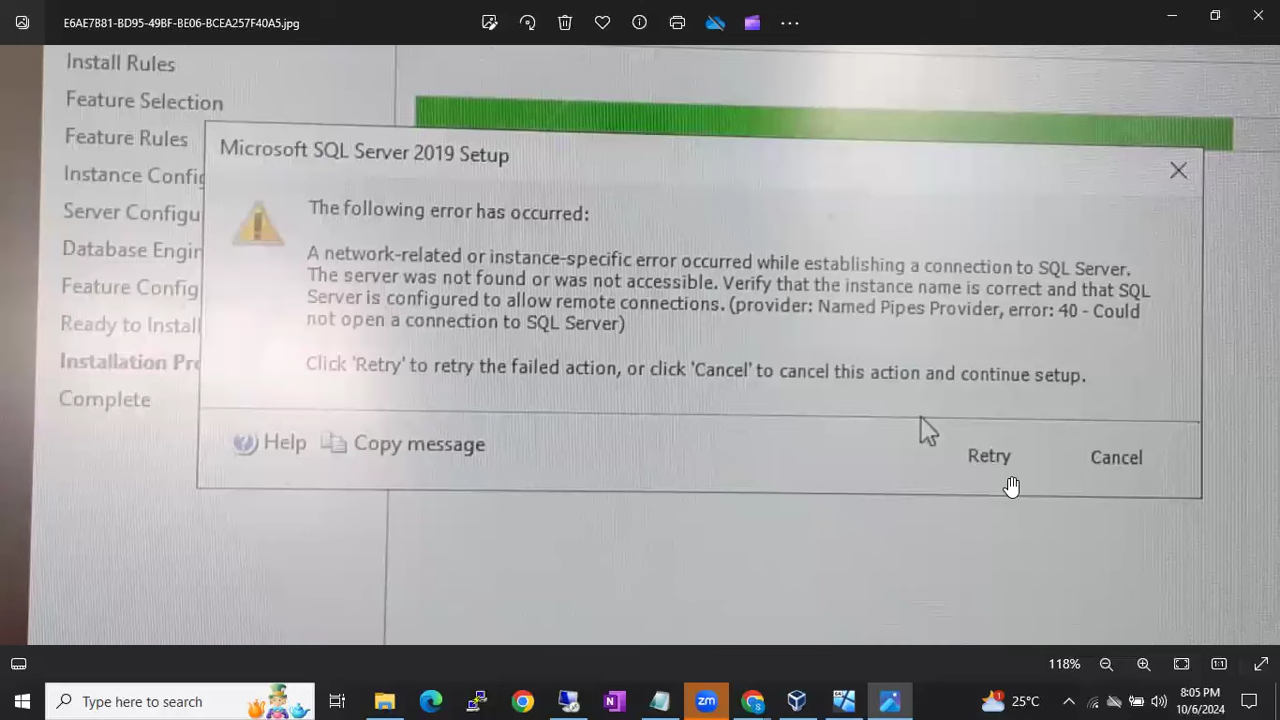 E6AE7B81-BD95-49BF-BE06-BCEA257F40A5.jpg
Install Rules
Feature Selection
Feature Rules
Instance Config
Server Configu
Database Engin
Feature Config
Ready to Install
Installation Pro
Complete
Microsoft SQL Server 2019 Setup
The following error has occurred:
A network-related or instance-specific error occurred while establishing a connection to SQL Server.
The server was not found or was not accessible. Verify that the instance name is correct and that SQL
Server is configured to allow remote connections. (provider: Named Pipes Provider, error: 40 - Could
not open a connection to SQL Server)
Click 'Retry' to retry the failed action, or click 'Cancel' to cancel this action and continue setup.
Help Copy message
Retry Cancel
118%
Type here to search
zm
25°C
8:05 PM
10/6/2024